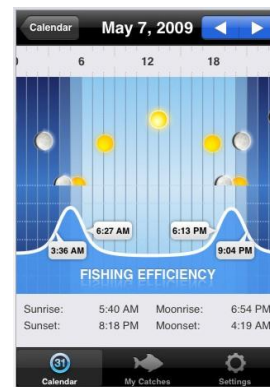 Calendar May 7, 2009
6 12 18
6:27 AM 6:13 PM
3:36 AM 9:04 PM
FISHING EFFICIENCY
Sunrise: 5:40 AM Moonrise: 6:54 PM
Sunset: 8:18 PM Moonset: 4:19 AM
31
Calendar My Catches Settings